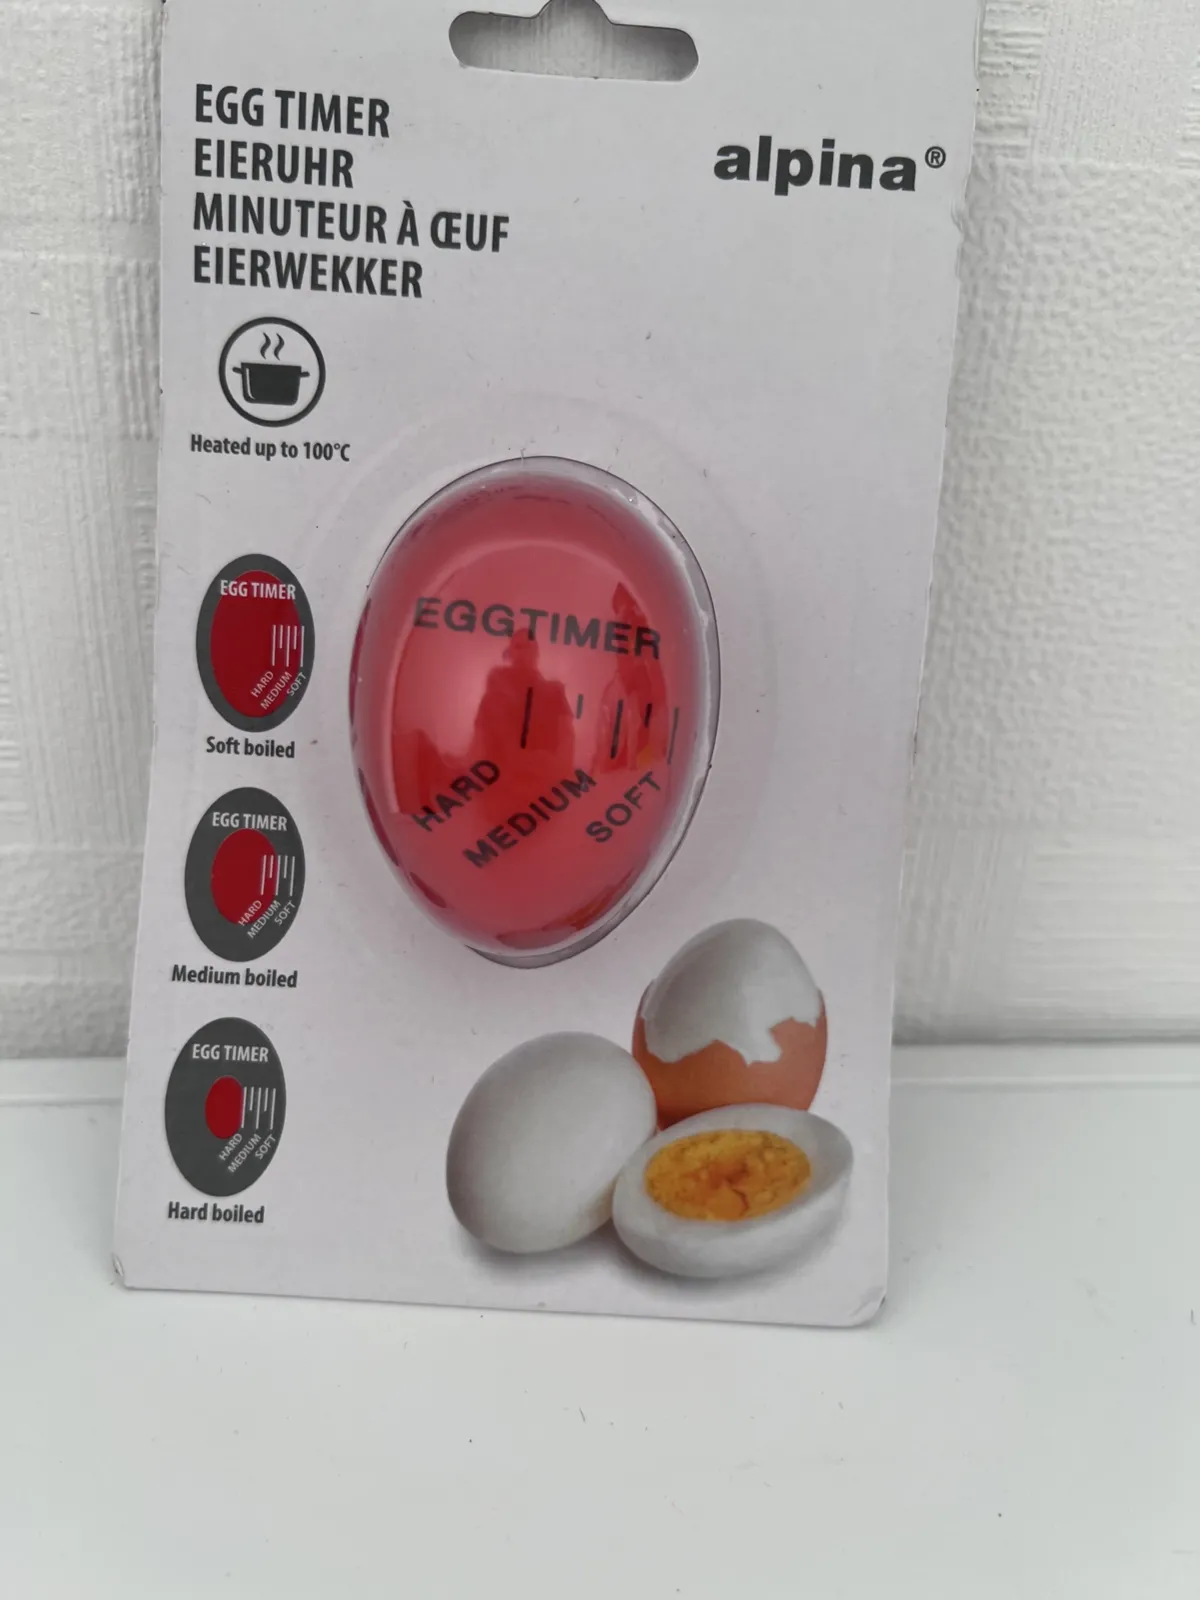 EGG TIMER
EIERUHR
MINUTEUR À ŒUF
EIERWEKKER
alpina®
Heated up to 100°C
EGGTIMER
HARD
MEDIUM
SOFT
EGG TIMER
HARD
MEDIUM
SOFT
Soft boiled
EGG TIMER
HARD
MEDIUM
SOFT
Medium boiled
EGG TIMER
HARD
MEDIUM
SOFT
Hard boiled